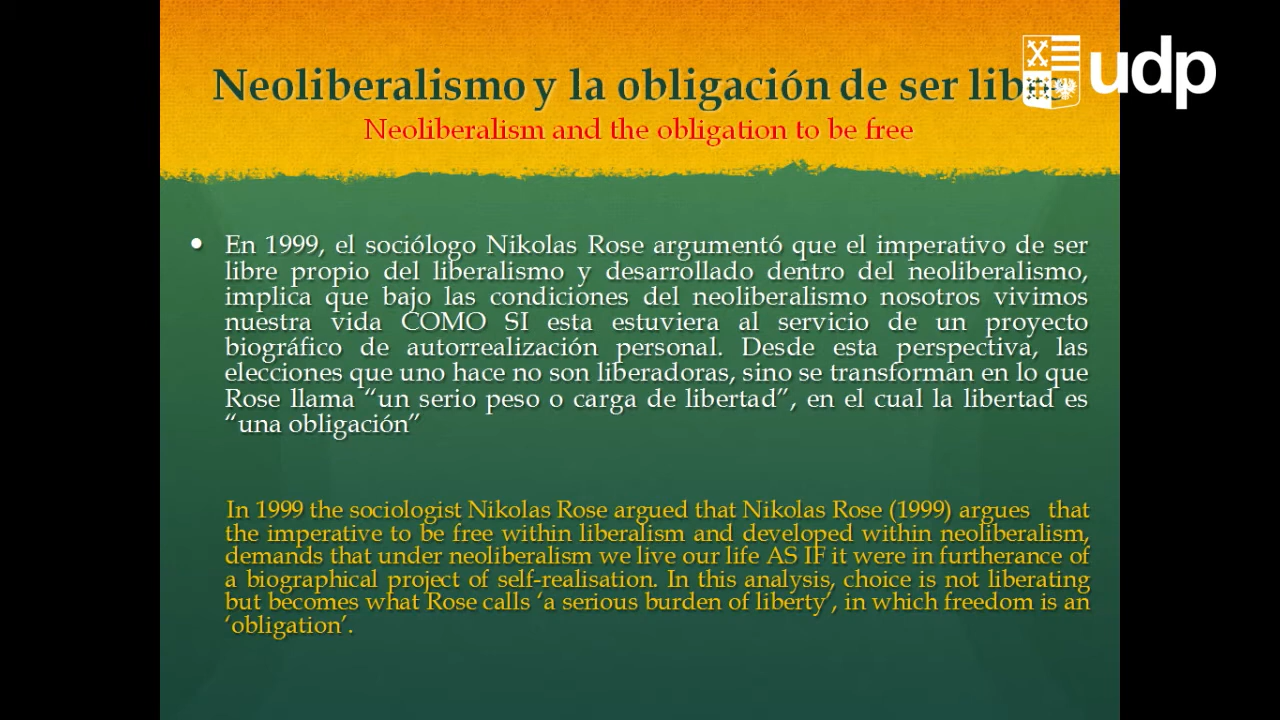 Neoliberalismo y la obligación de ser libre
udp
Neoliberalism and the obligation to be free
• En 1999, el sociólogo Nikolas Rose argumentó que el imperativo de ser
libre propio del liberalismo y desarrollado dentro del neoliberalismo,
implica que bajo las condiciones del neoliberalismo nosotros vivimos
nuestra vida COMO SI esta estuviera al servicio de un proyecto
biográfico de autorrealización personal. Desde esta perspectiva, las
elecciones que uno hace no son liberadoras, sino se transforman en lo que
Rose llama “un serio peso o carga de libertad”, en el cual la libertad es
“una obligación”
In 1999 the sociologist Nikolas Rose argued that Nikolas Rose (1999) argues that
the imperative to be free within liberalism and developed within neoliberalism,
demands that under neoliberalism we live our life AS IF it were in furtherance of
a biographical project of self-realisation. In this analysis, choice is not liberating
but becomes what Rose calls ‘a serious burden of liberty’, in which freedom is an
‘obligation’.